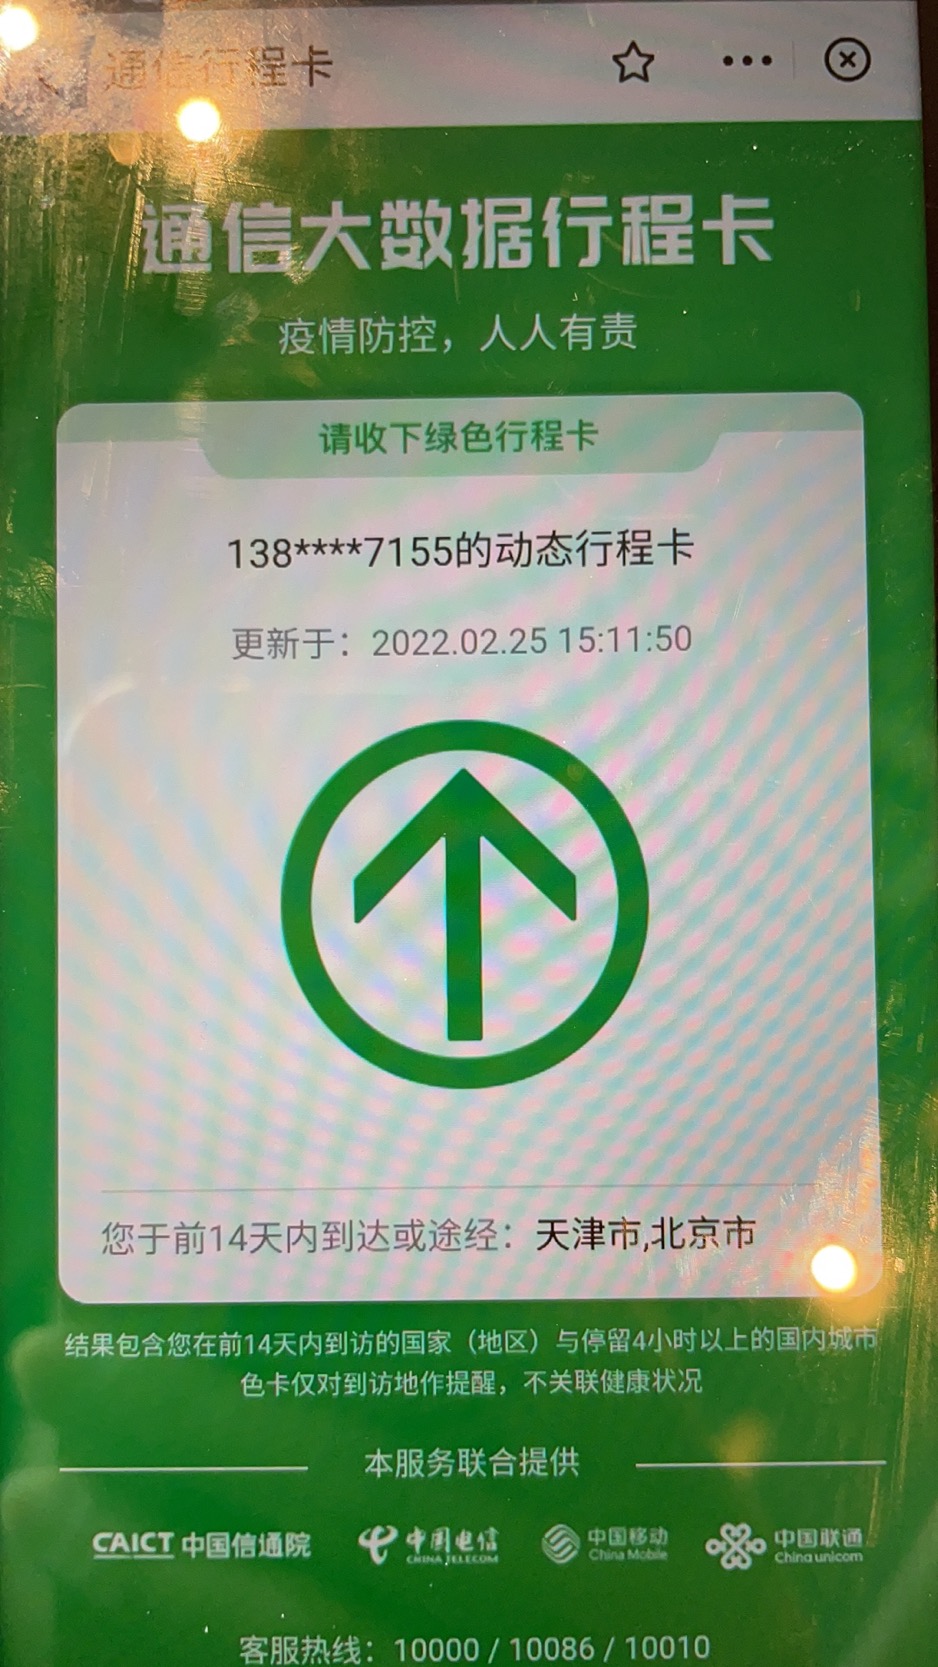 通信行程卡
通信大数据行程卡
疫情防控，人人有责
请收下绿色行程卡
138****7155的动态行程卡
更新于：2022.02.25 15:11:50
您于前14天内到达或途经：天津市,北京市
结果包含您在前14天内到访的国家（地区）与停留4小时以上的国内城市
色卡仅对到访地作提醒，不关联健康状况
本服务联合提供
CAICT 中国信通院
中国电信
CHINA TELECOM
中国移动
China Mobile
中国联通
China unicom
客服热线：10000 / 10086 / 10010